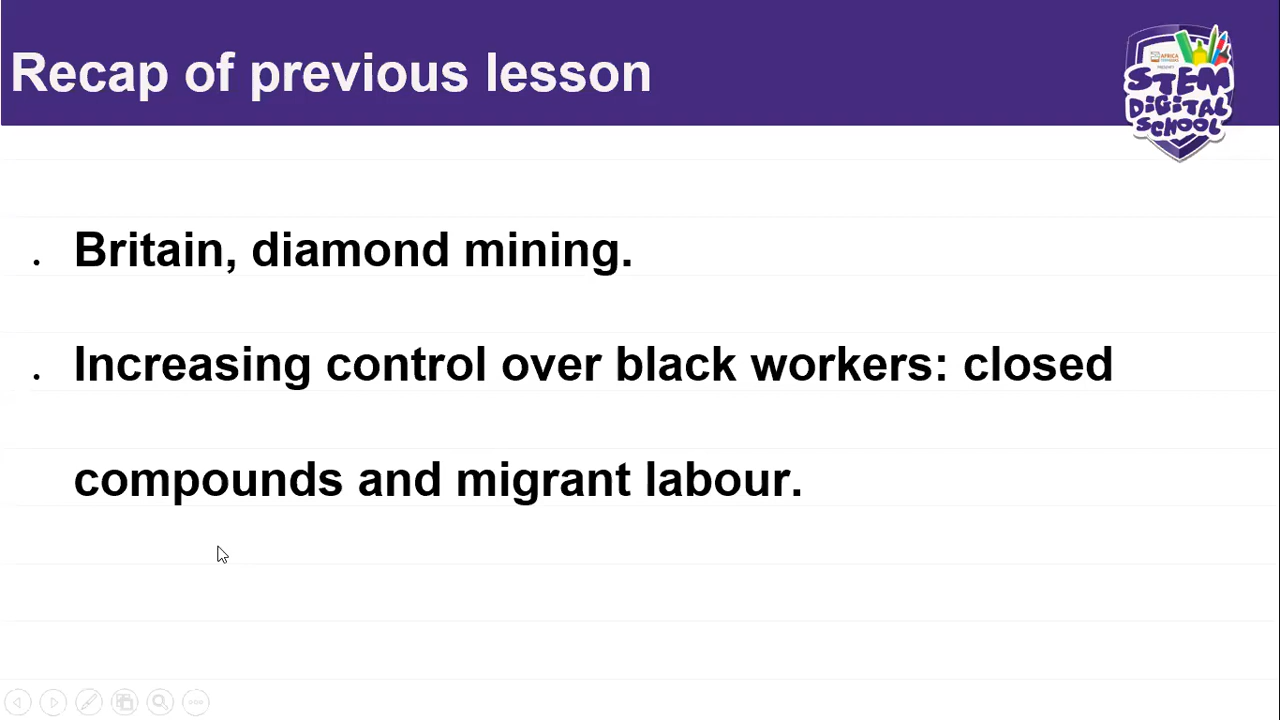 Recap of previous lesson
STEM
DIGITAL
SCHOOL
. Britain, diamond mining.
. Increasing control over black workers: closed
compounds and migrant labour.